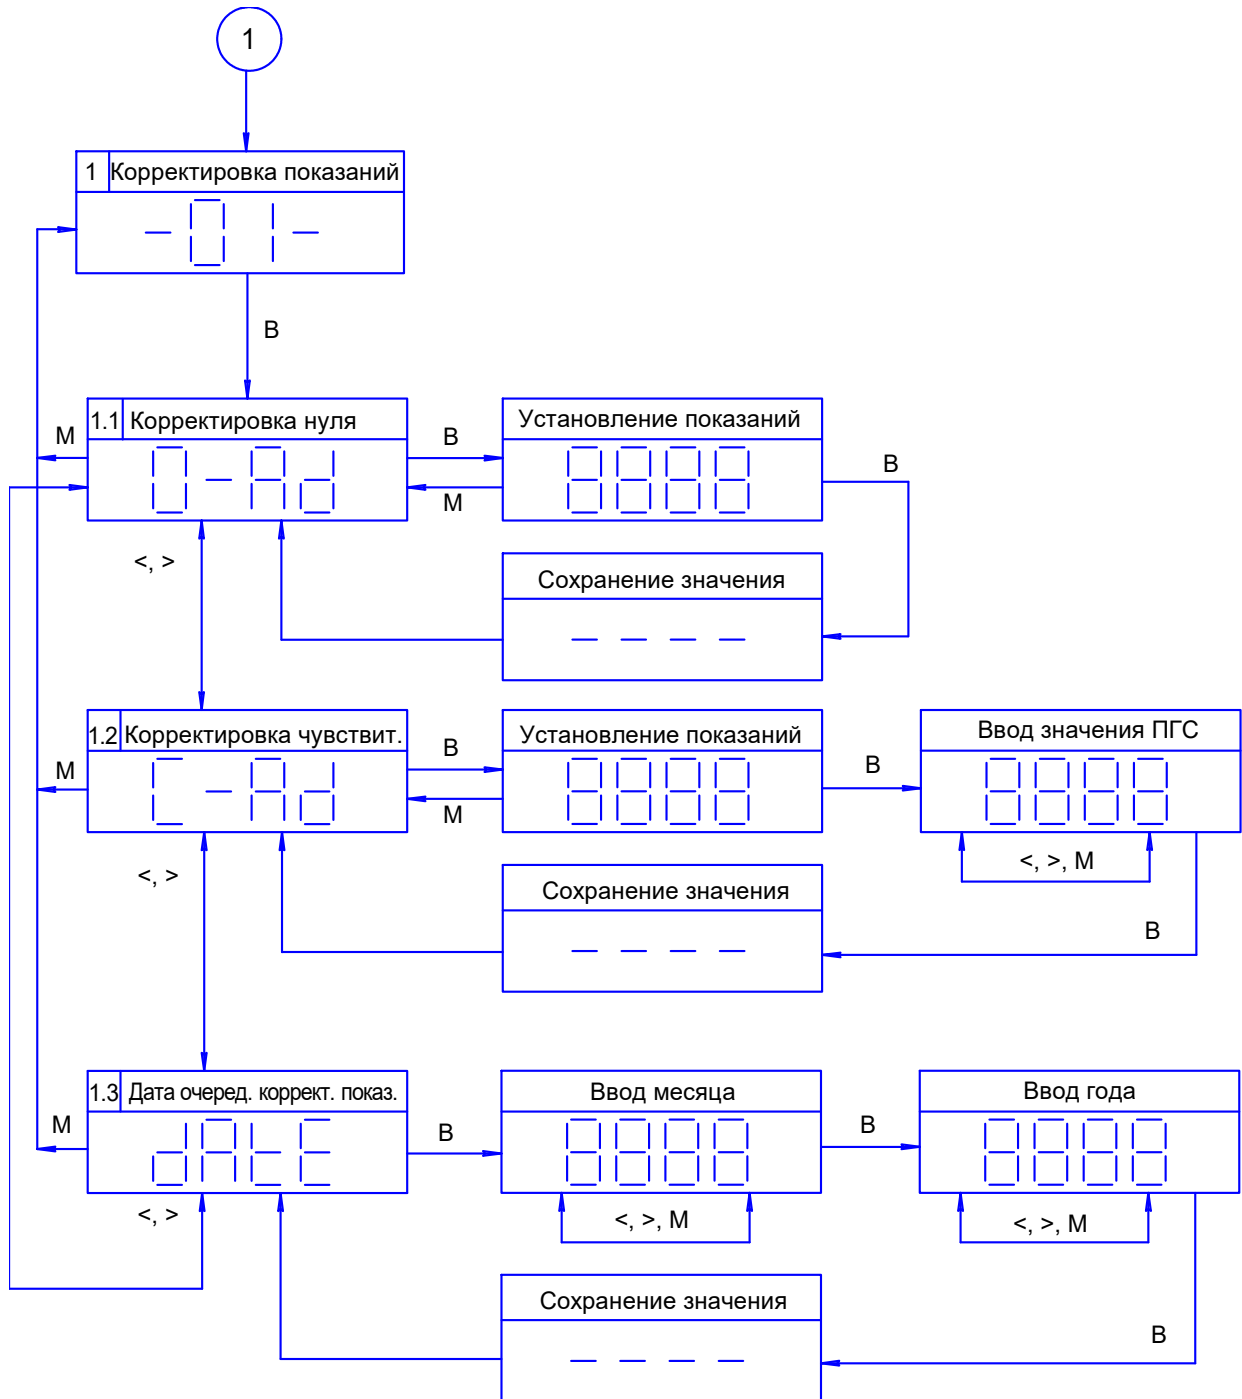 1
1 Корректировка показаний
-01-
В
1.1 Корректировка нуля
Установление показаний
М
В
В
0-Ad
8888
М
<, >
Сохранение значения
- - - -
1.2 Корректировка чувствит.
Установление показаний
Ввод значения ПГС
М
В
В
C-Ad
8888
8888
М
<, >
<, >, М
Сохранение значения
- - - -
В
1.3 Дата очеред. коррект. показ.
Ввод месяца
Ввод года
М
В
В
dAtE
8888
8888
<, >
<, >, М
<, >, М
Сохранение значения
- - - -
В